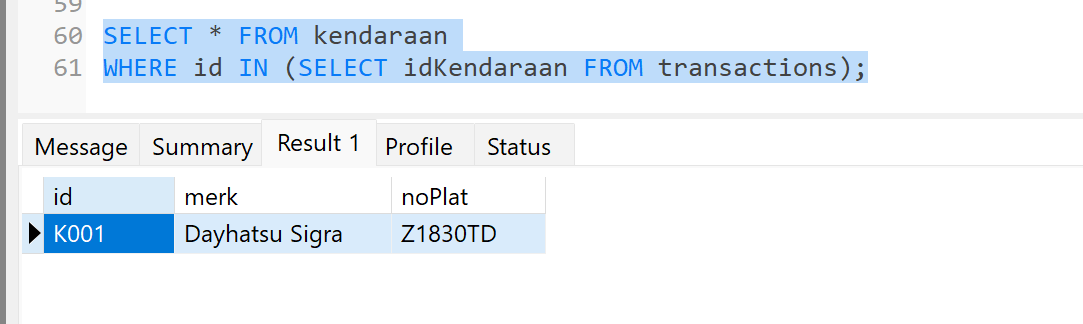 59
60 SELECT * FROM kendaraan
61 WHERE id IN (SELECT idKendaraan FROM transactions);
Message Summary Result 1 Profile Status
id merk noPlat
K001 Dayhatsu Sigra Z1830TD